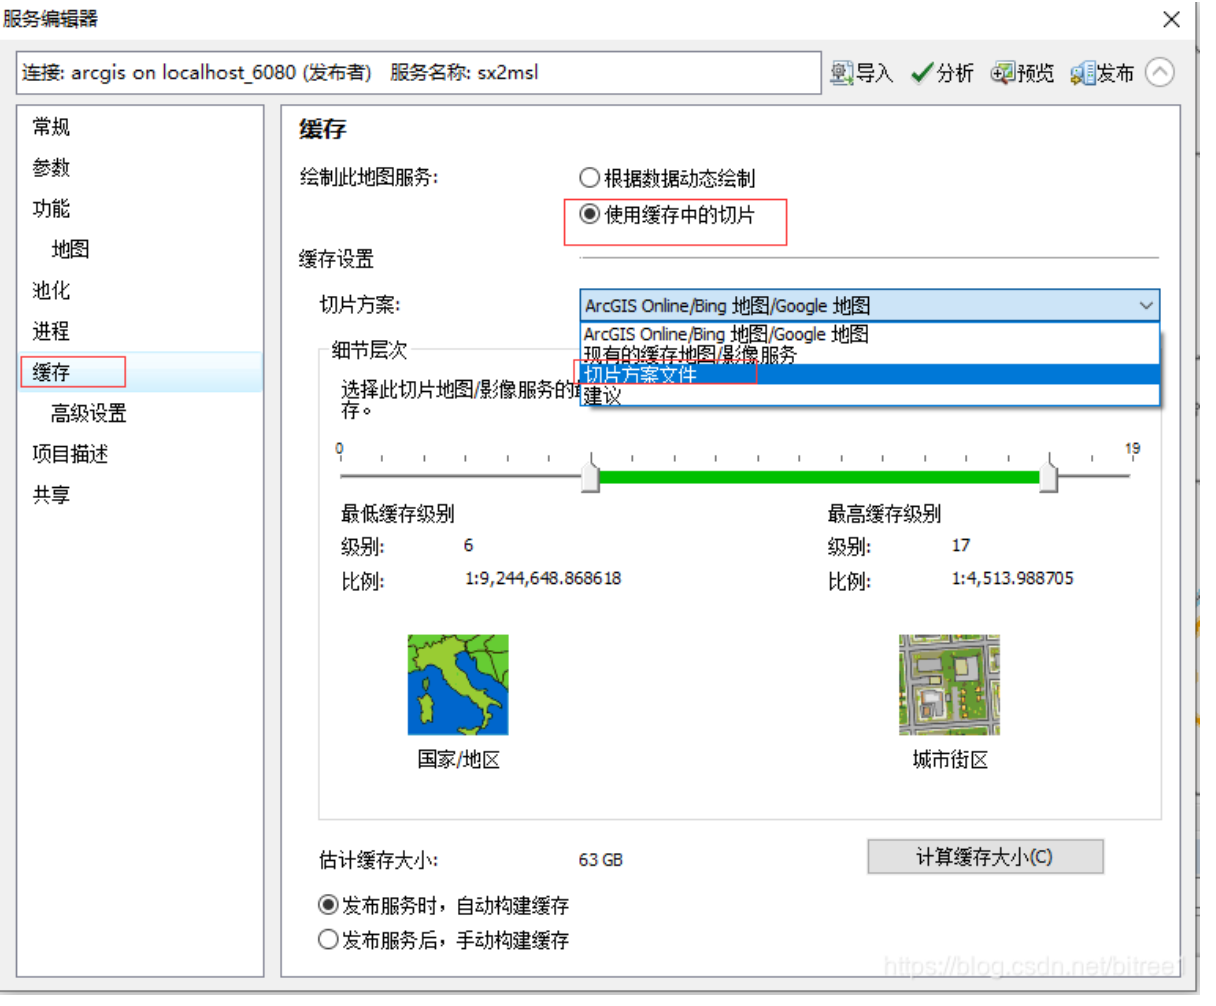 服务编辑器
连接: arcgis on localhost_6080 (发布者) 服务名称: sx2msl
导入 分析 预览 发布
常规
参数
功能
地图
池化
进程
缓存
高级设置
项目描述
共享
缓存
绘制此地图服务:
根据数据动态绘制
使用缓存中的切片
缓存设置
切片方案:
ArcGIS Online/Bing 地图/Google 地图
ArcGIS Online/Bing 地图/Google 地图
现有的缓存地图/影像服务
切片方案文件
建议
细节层次
选择此切片地图/影像服务的
存。
0 19
最低缓存级别
级别: 6
比例: 1:9,244,648.868618
最高缓存级别
级别: 17
比例: 1:4,513.988705
国家/地区
城市街区
估计缓存大小: 63 GB
计算缓存大小(C)
发布服务时，自动构建缓存
发布服务后，手动构建缓存
https://blog.csdn.net/bitree1